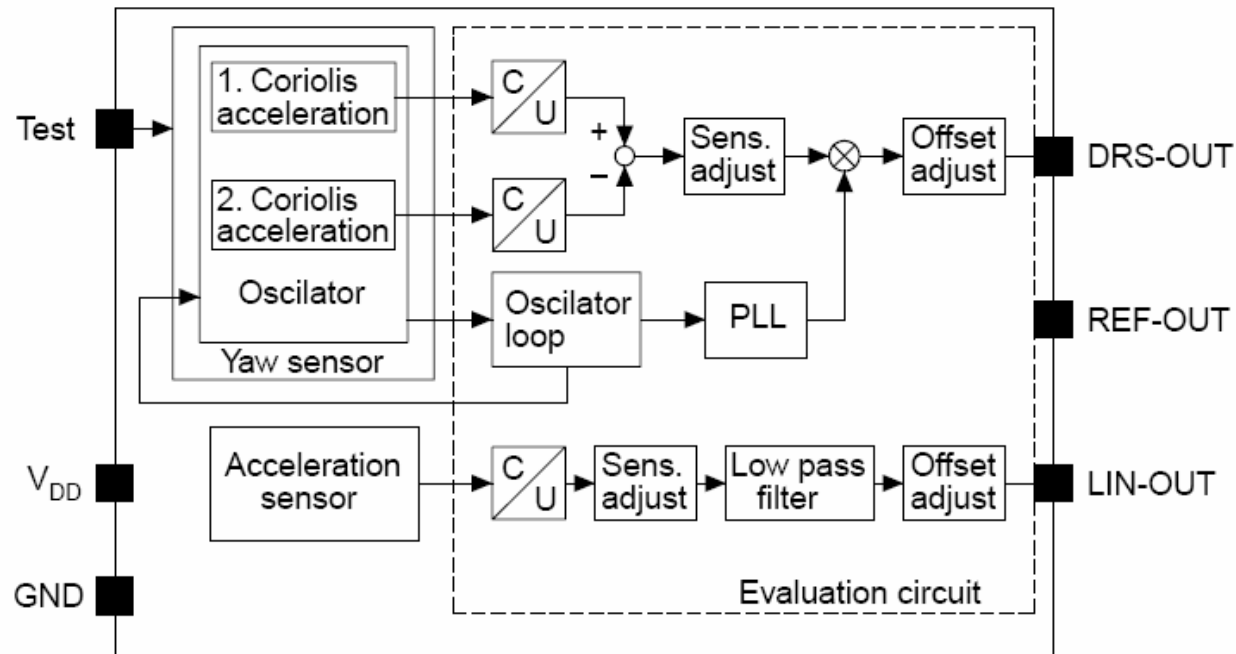 Test
1. Coriolis
acceleration
2. Coriolis
acceleration
Oscilator
Yaw sensor
C
U
+
−
C
U
Sens.
adjust
Offset
adjust
DRS-OUT
Oscilator
loop
PLL
REF-OUT
VDD
Acceleration
sensor
C
U
Sens.
adjust
Low pass
filter
Offset
adjust
LIN-OUT
GND
Evaluation circuit